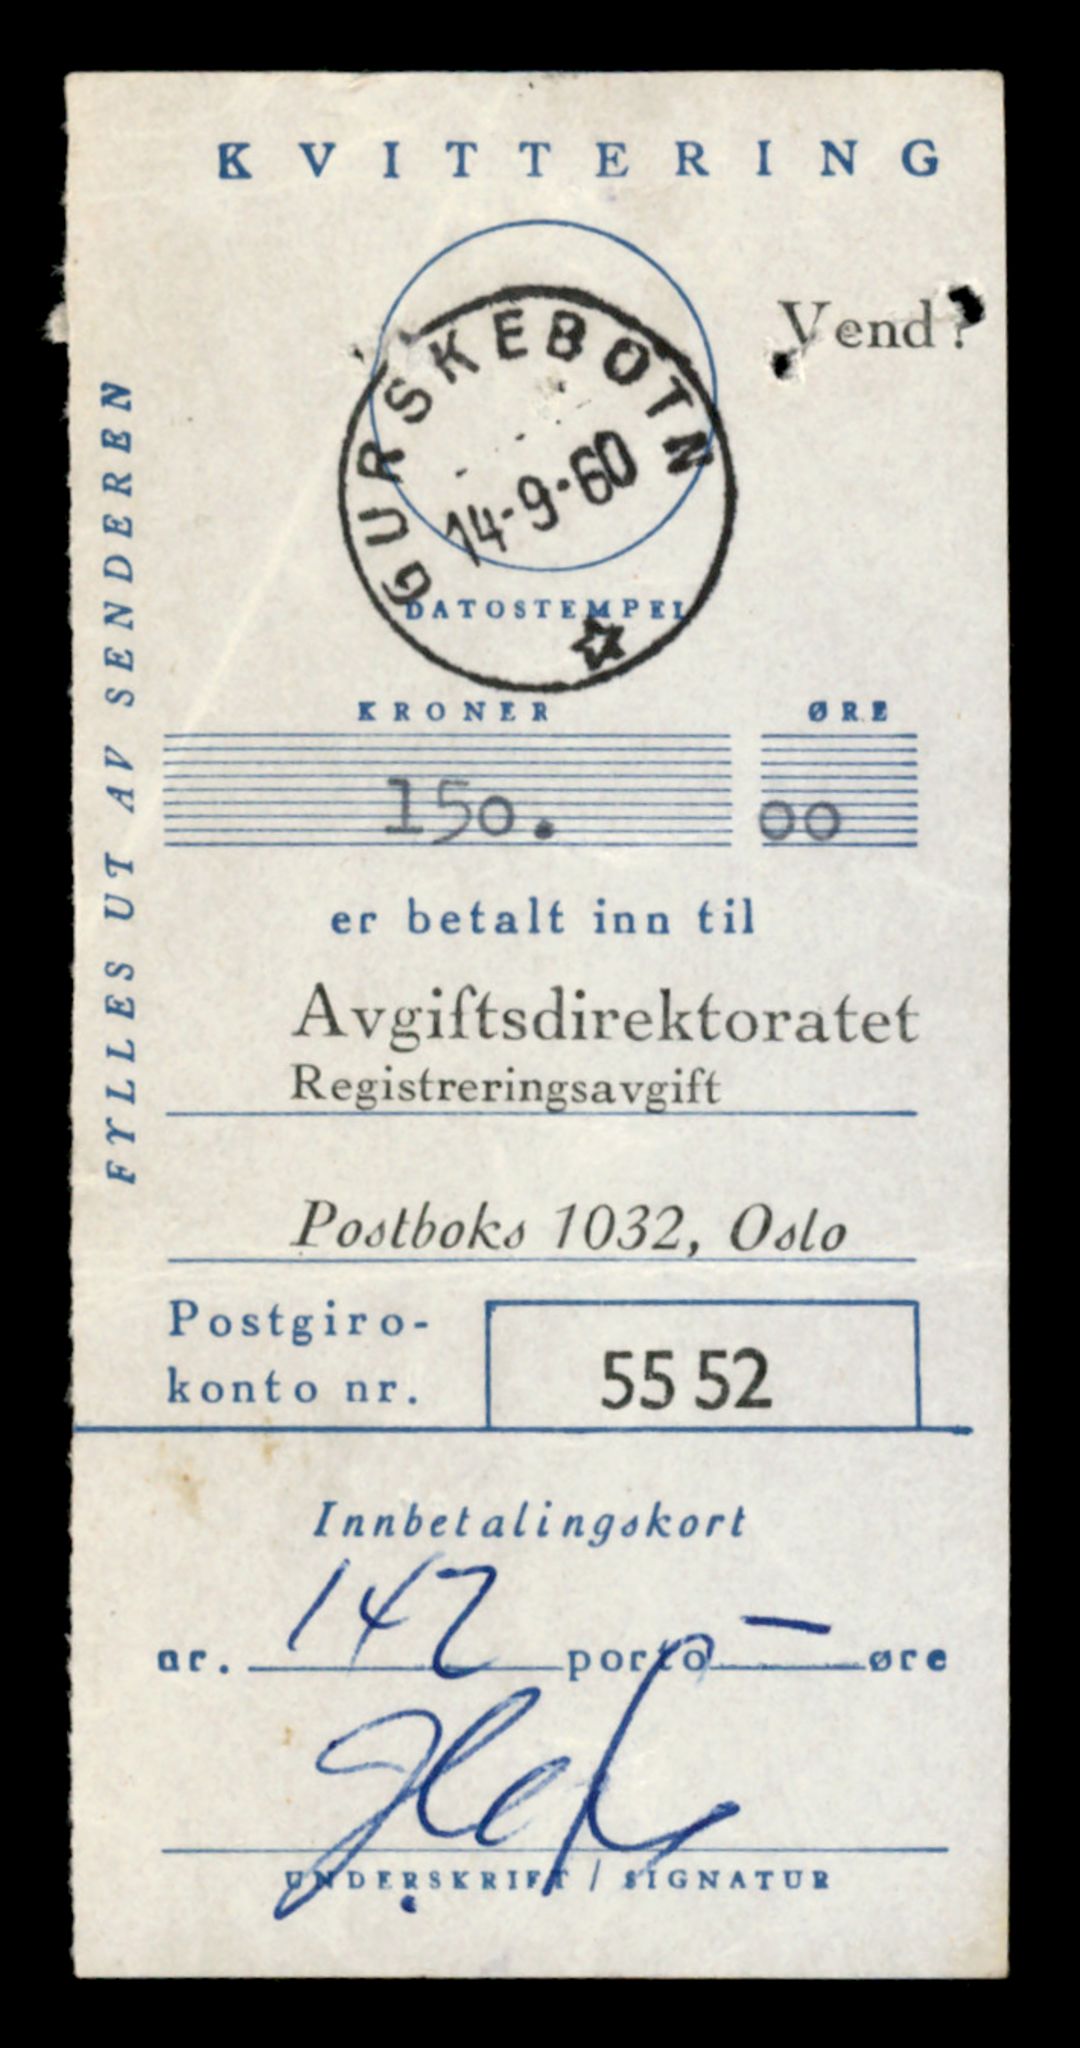 KVITTERING
Vend!
GURSKEBOTN
14-9-60
DATOSTEMPEL
FYLLES UT AV SENDEREN
KRONER ØRE
150. 00
er betalt inn til
Avgiftsdirektoratet
Registreringsavgift
Postboks 1032, Oslo
Postgiro-
konto nr.
55 52
Innbetalingskort
nr. 142 porto — øre
UNDERSKRIFT / SIGNATUR